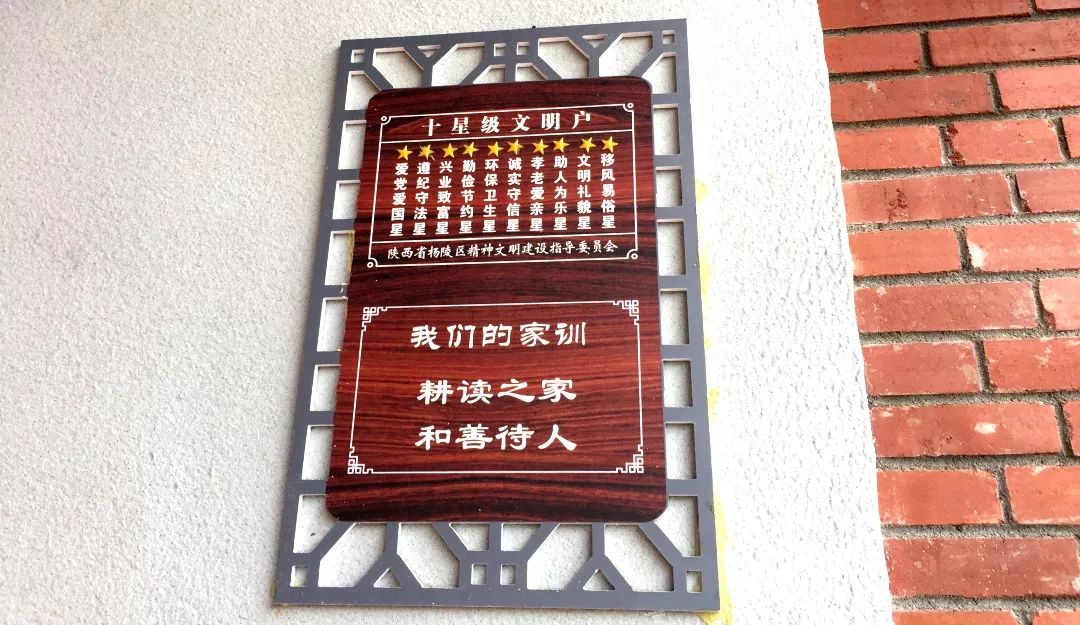 十星级文明户
爱党爱国星
遵纪守法星
兴业致富星
勤俭节约星
环保卫生星
诚实守信星
孝老爱亲星
助人为乐星
文明礼貌星
移风易俗星
陕西省杨陵区精神文明建设指导委员会
我们的家训
耕读之家
和善待人